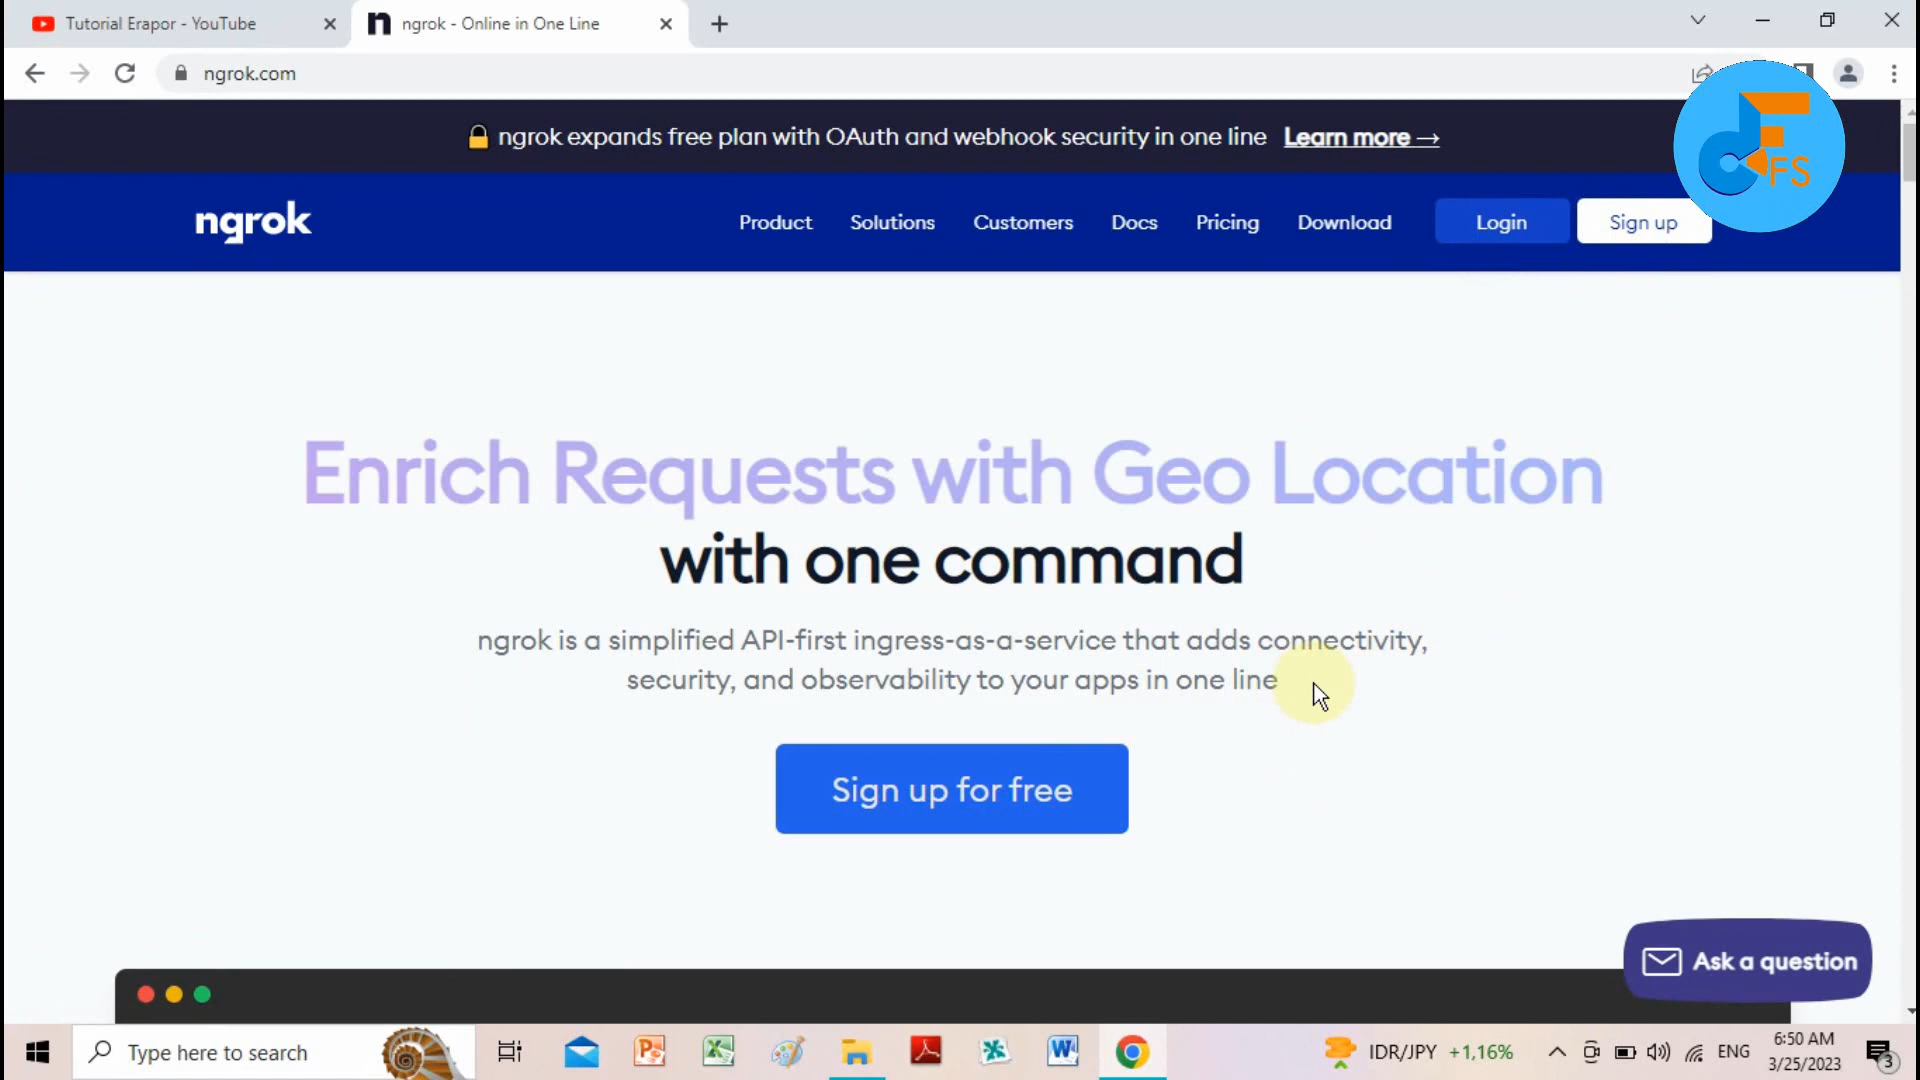 Tutorial Erapor - YouTube
ngrok - Online in One Line
ngrok.com
ngrok expands free plan with OAuth and webhook security in one line Learn more →
FS
ngrok
Product
Solutions
Customers
Docs
Pricing
Download
Login
Sign up
Enrich Requests with Geo Location
with one command
ngrok is a simplified API-first ingress-as-a-service that adds connectivity,
security, and observability to your apps in one line
Sign up for free
Ask a question
Type here to search
IDR/JPY +1,16%
ENG
6:50 AM
3/25/2023
3